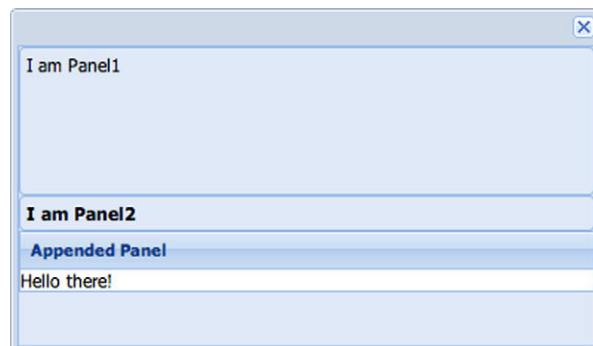 I am Panel1
I am Panel2
Appended Panel
Hello there!